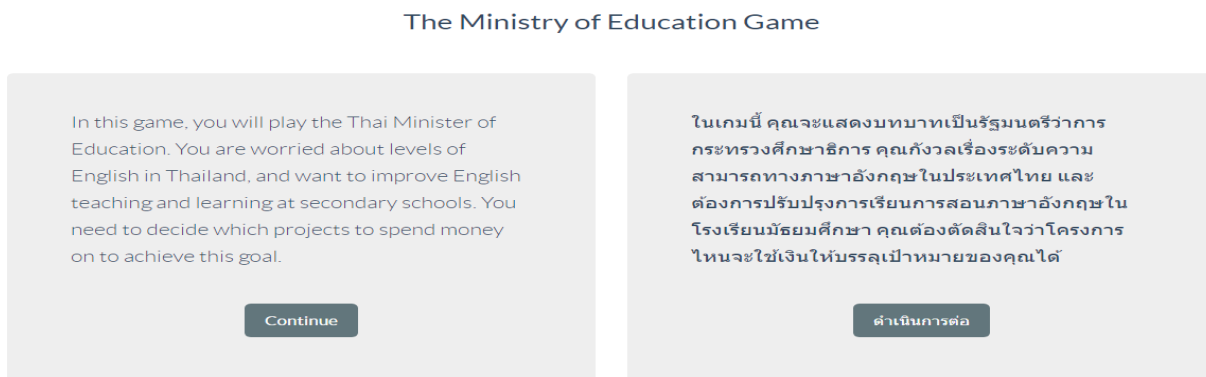 The Ministry of Education Game
In this game, you will play the Thai Minister of
Education. You are worried about levels of
English in Thailand, and want to improve English
teaching and learning at secondary schools. You
need to decide which projects to spend money
on to achieve this goal.
Continue
ในเกมนี้ คุณจะแสดงบทบาทเป็นรัฐมนตรีว่าการ
กระทรวงศึกษาธิการ คุณกังวลเรื่องระดับความ
สามารถทางภาษาอังกฤษในประเทศไทย และ
ต้องการปรับปรุงการเรียนการสอนภาษาอังกฤษใน
โรงเรียนมัธยมศึกษา คุณต้องตัดสินใจว่าโครงการ
ไหนจะใช้เงินให้บรรลุเป้าหมายของคุณได้
ดำเนินการต่อ